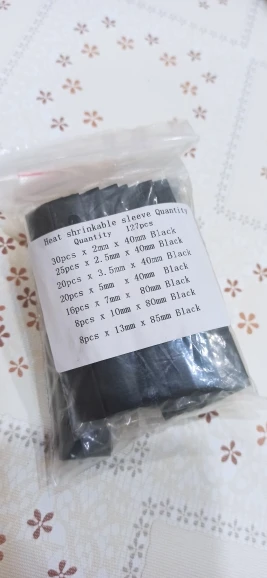 Heat shrinkable sleeve Quantity
Quantity 127pcs
30pcs x 2mm x 40mm Black
25pcs x 2.5mm x 40mm Black
20pcs x 3.5mm x 40mm Black
20pcs x 5mm x 40mm Black
16pcs x 7mm x 80mm Black
8pcs x 10mm x 80mm Black
8pcs x 13mm x 85mm Black